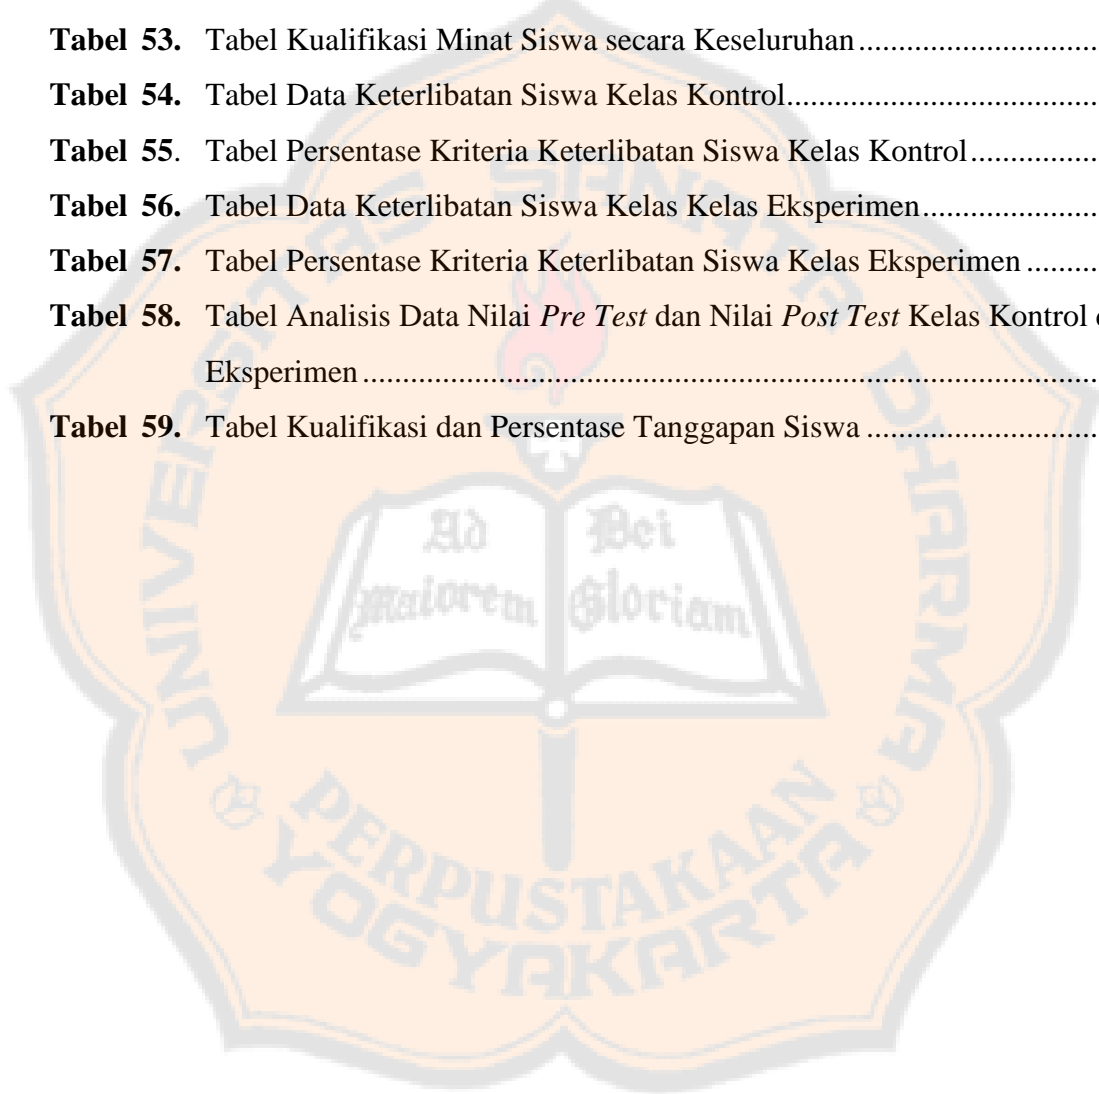 Tabel 53. Tabel Kualifikasi Minat Siswa secara Keseluruhan..............................
Tabel 54. Tabel Data Keterlibatan Siswa Kelas Kontrol.......................................
Tabel 55. Tabel Persentase Kriteria Keterlibatan Siswa Kelas Kontrol................
Tabel 56. Tabel Data Keterlibatan Siswa Kelas Kelas Eksperimen......................
Tabel 57. Tabel Persentase Kriteria Keterlibatan Siswa Kelas Eksperimen.........
Tabel 58. Tabel Analisis Data Nilai Pre Test dan Nilai Post Test Kelas Kontrol
Eksperimen............................................................................................
Tabel 59. Tabel Kualifikasi dan Persentase Tanggapan Siswa.............................
UNIVERSITAS SANATA DHARMA
Ad Dei
maiorem Gloriam
PERPUSTAKAAN
YOGYAKARTA